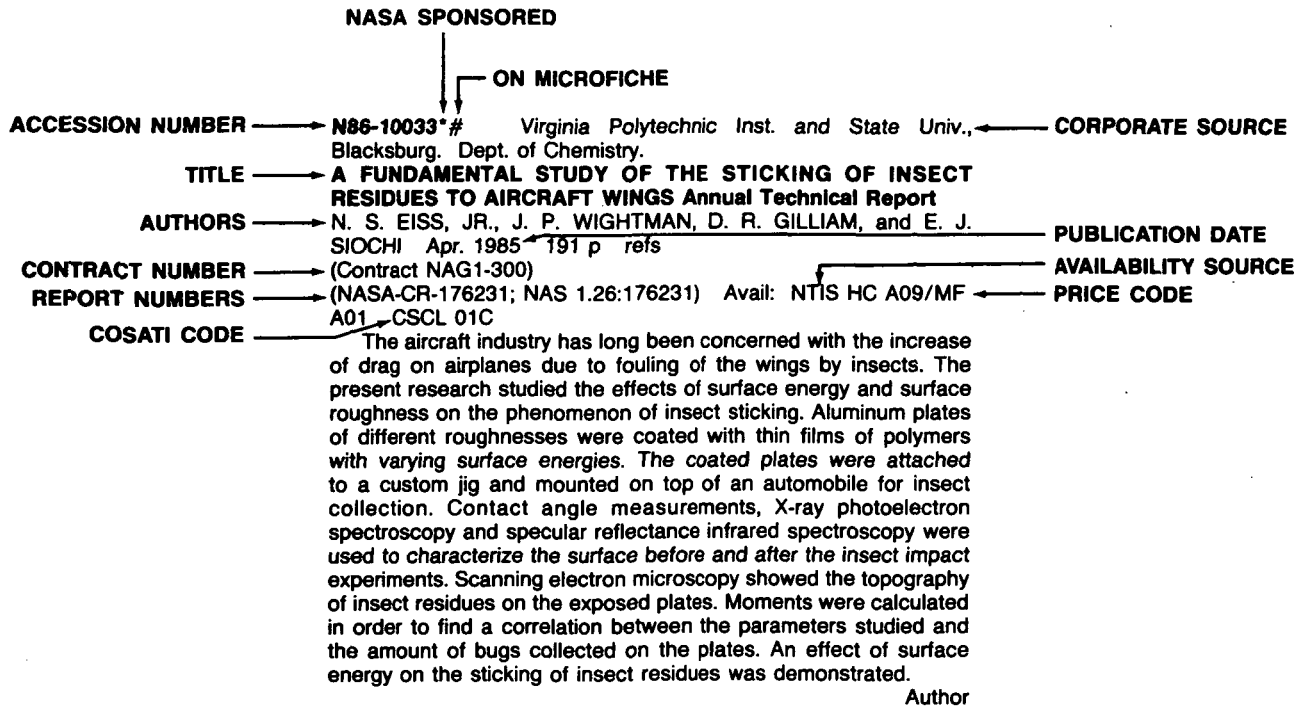 NASA SPONSORED
ON MICROFICHE
ACCESSION NUMBER N86-10033*# Virginia Polytechnic Inst. and State Univ., CORPORATE SOURCE
Blacksburg. Dept. of Chemistry.
TITLE A FUNDAMENTAL STUDY OF THE STICKING OF INSECT
RESIDUES TO AIRCRAFT WINGS Annual Technical Report
AUTHORS N. S. EISS, JR., J. P. WIGHTMAN, D. R. GILLIAM, and E. J.
SIOCHI Apr. 1985 191 p refs PUBLICATION DATE
CONTRACT NUMBER (Contract NAG1-300) AVAILABILITY SOURCE
REPORT NUMBERS (NASA-CR-176231; NAS 1.26:176231) Avail: NTIS HC A09/MF PRICE CODE
COSATI CODE A01 CSCL 01C
The aircraft industry has long been concerned with the increase
of drag on airplanes due to fouling of the wings by insects. The
present research studied the effects of surface energy and surface
roughness on the phenomenon of insect sticking. Aluminum plates
of different roughnesses were coated with thin films of polymers
with varying surface energies. The coated plates were attached
to a custom jig and mounted on top of an automobile for insect
collection. Contact angle measurements, X-ray photoelectron
spectroscopy and specular reflectance infrared spectroscopy were
used to characterize the surface before and after the insect impact
experiments. Scanning electron microscopy showed the topography
of insect residues on the exposed plates. Moments were calculated
in order to find a correlation between the parameters studied and
the amount of bugs collected on the plates. An effect of surface
energy on the sticking of insect residues was demonstrated.
Author